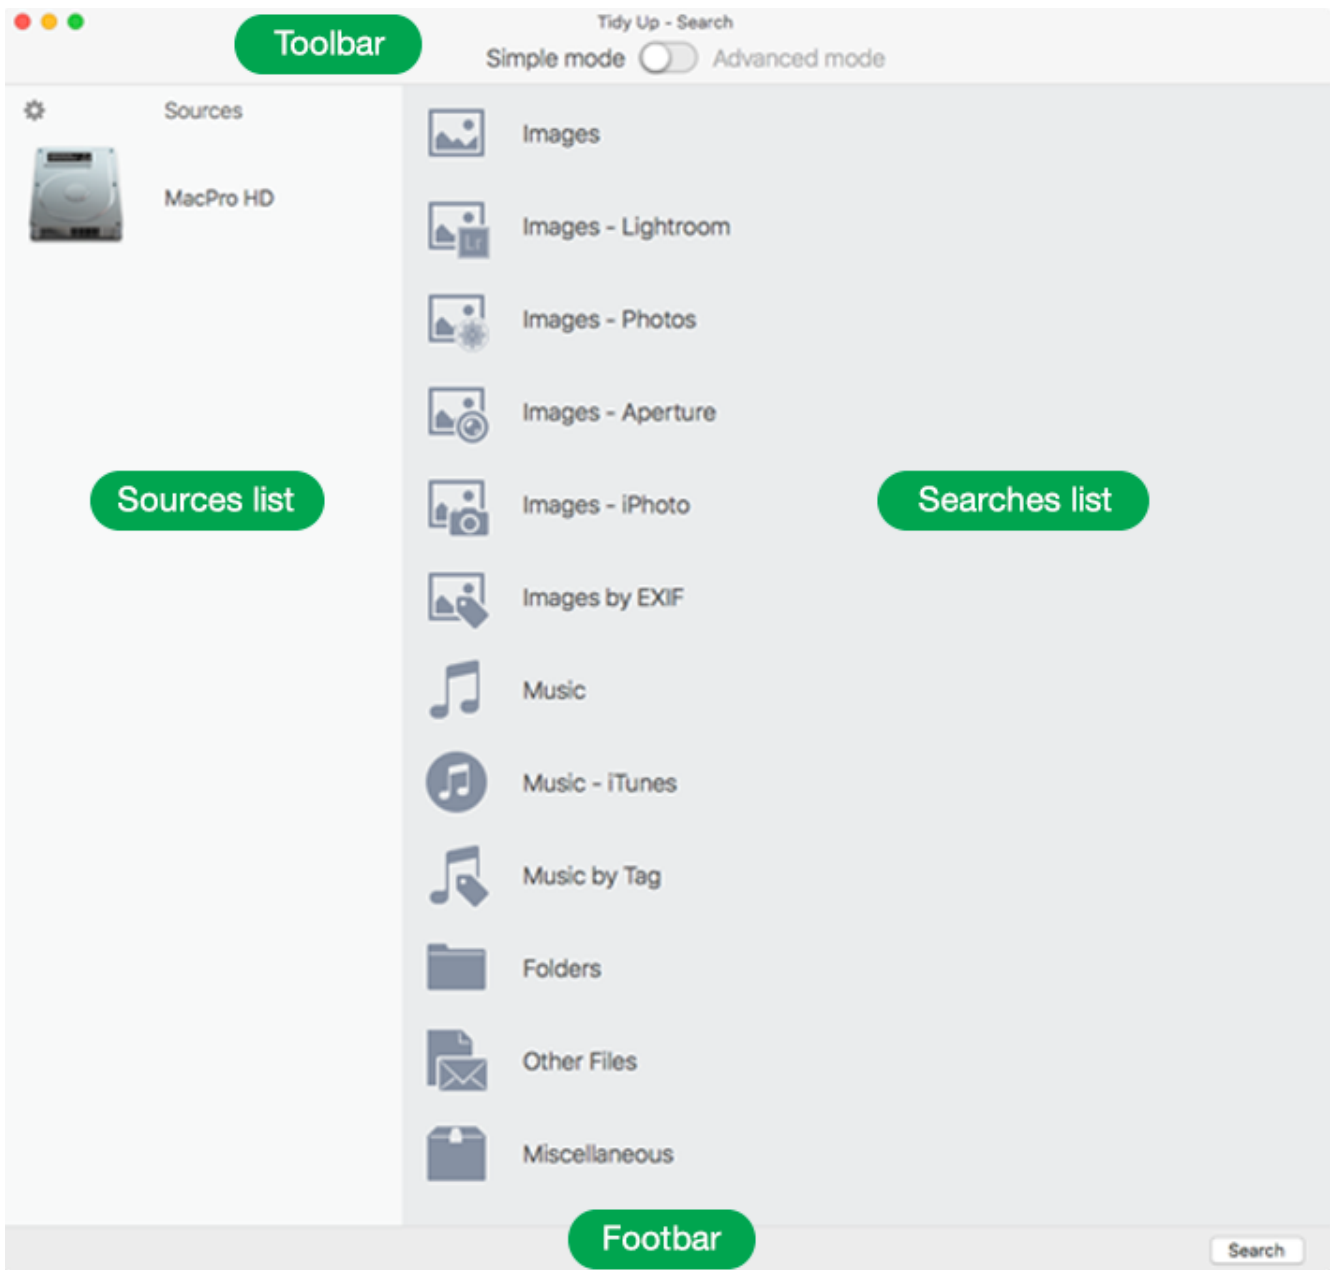 Tidy Up - Search
Toolbar
Simple mode Advanced mode
Sources
MacPro HD
Sources list
Images
Images - Lightroom
Lr
Images - Photos
Images - Aperture
Images - iPhoto
Images by EXIF
Music
Music - iTunes
Music by Tag
Folders
Other Files
Miscellaneous
Searches list
Footbar
Search